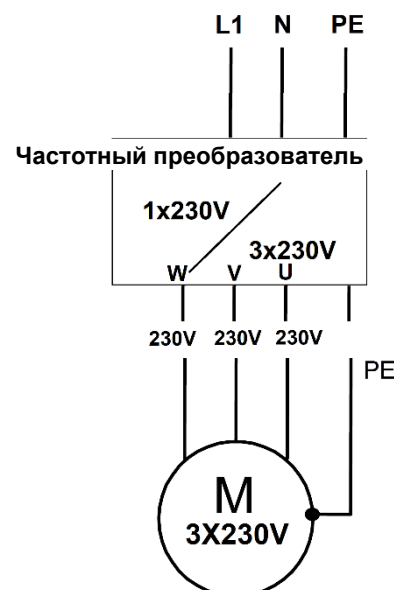 L1 N PE
Частотный преобразователь
1x230V
3x230V
W V U
230V 230V 230V
PE
M
3X230V